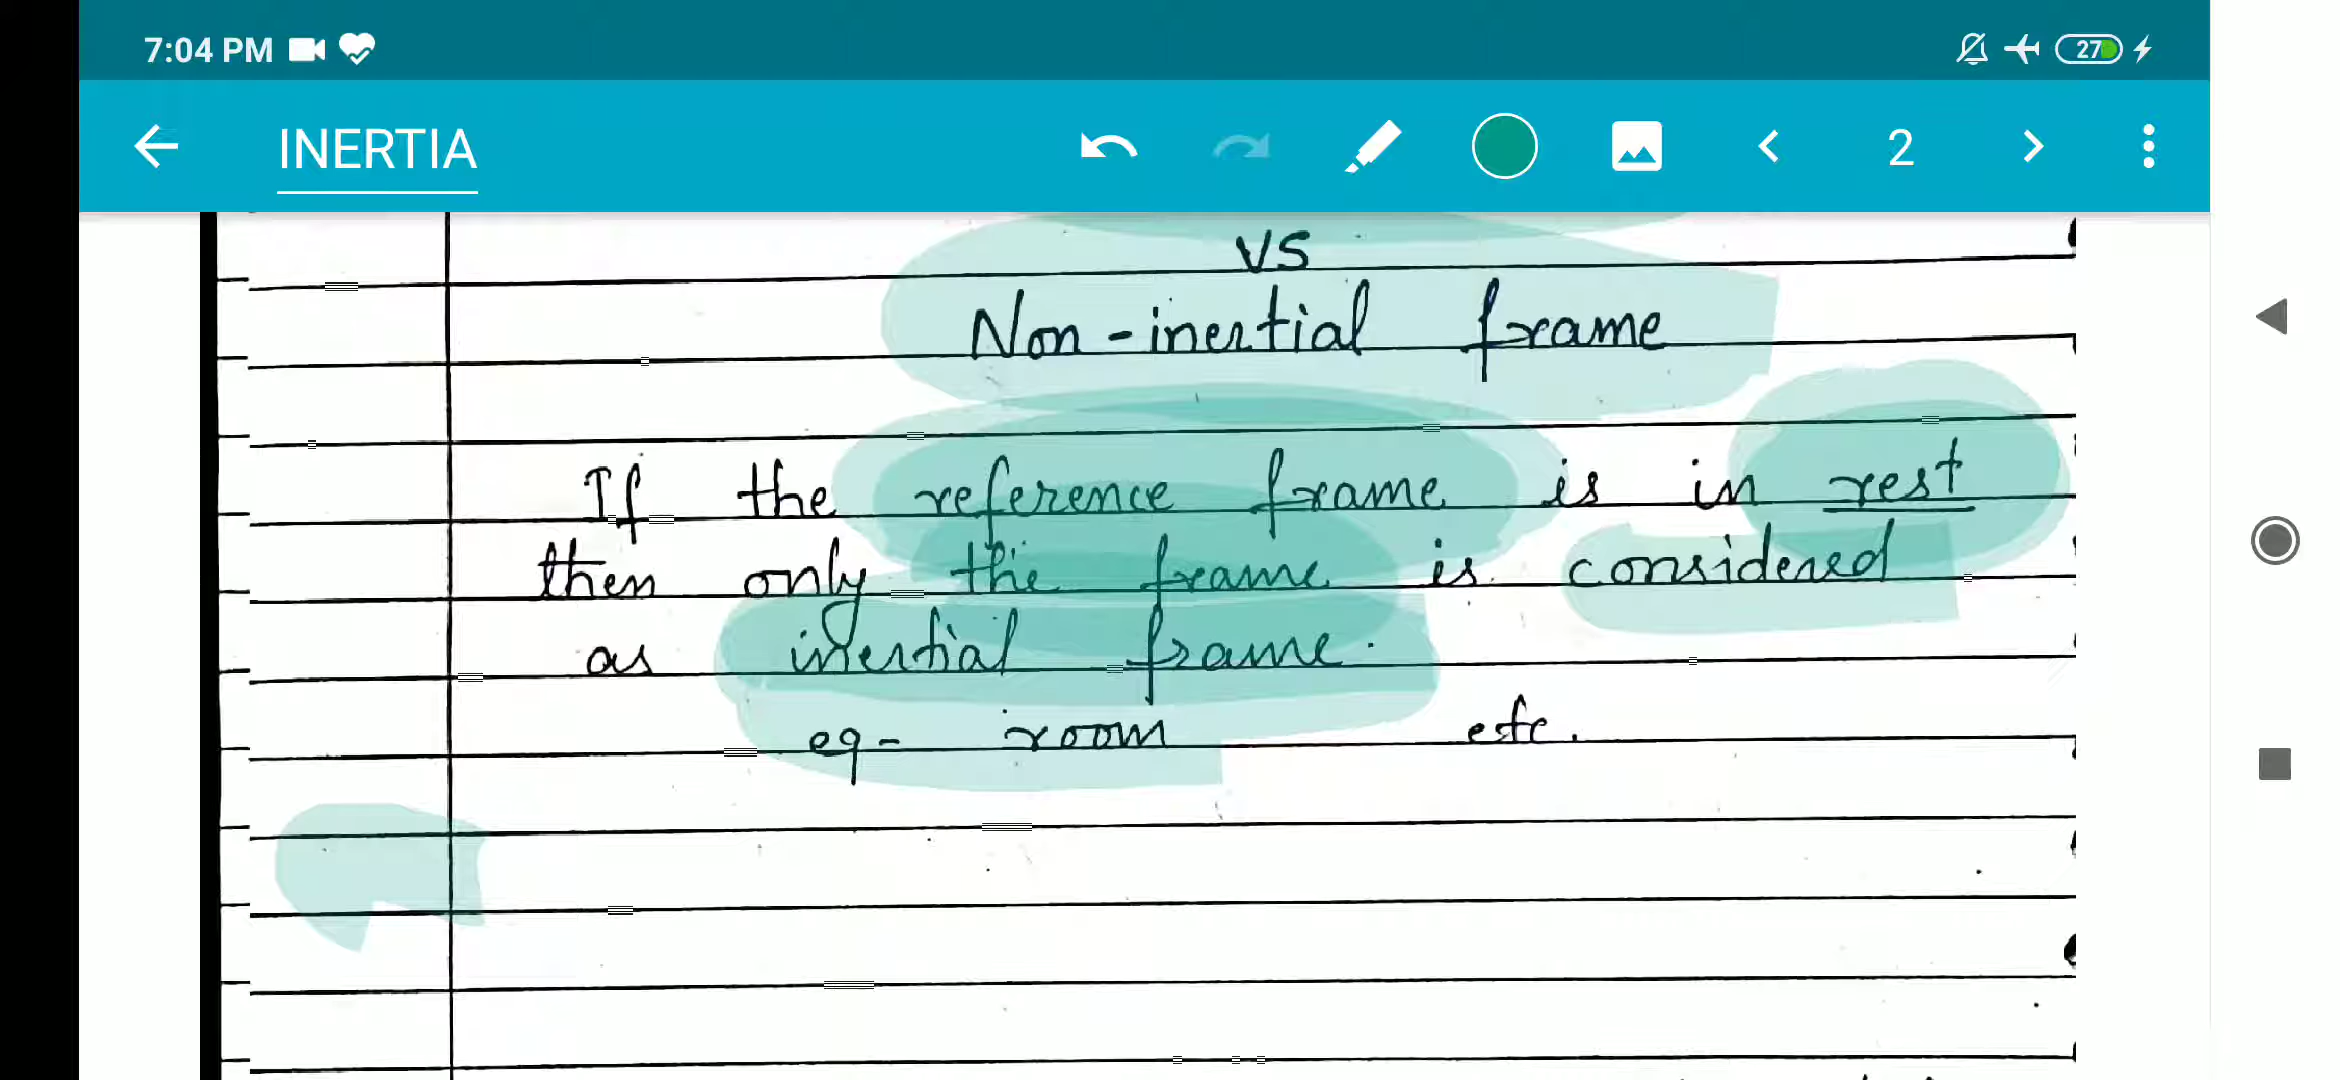 7:04 PM
27
INERTIA
2
vs
Non-inertial frame
If the reference frame is in rest
then only the frame is considered
as inertial frame.
eg- room etc.